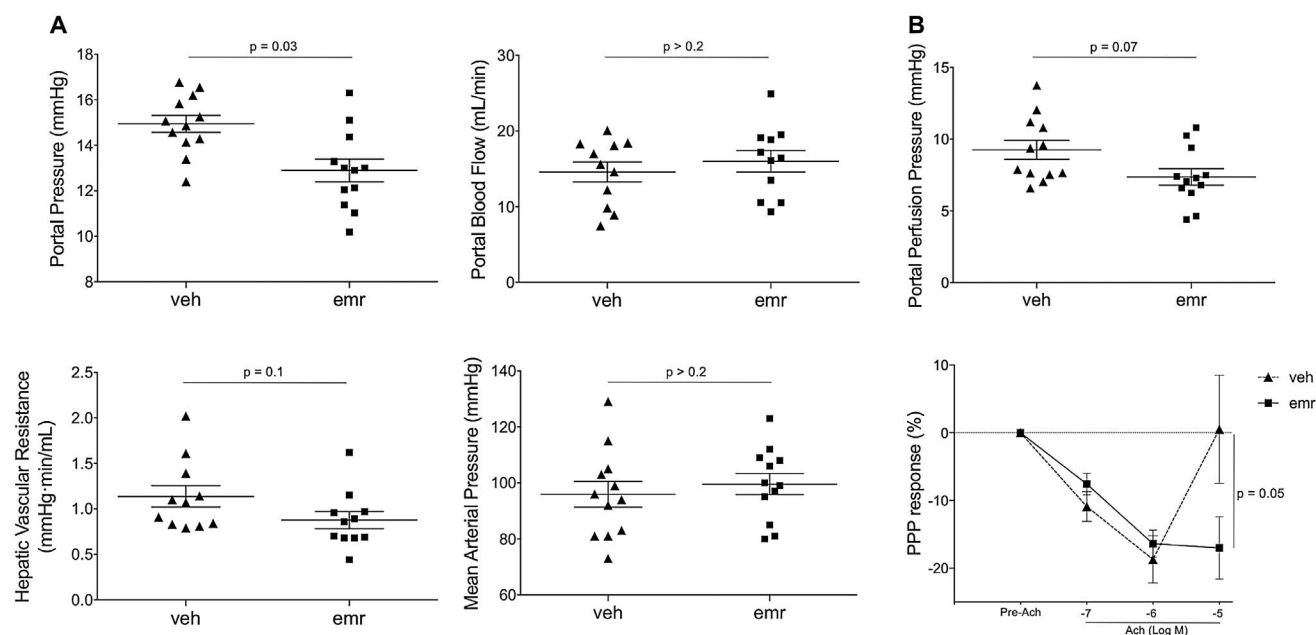 A
B
p = 0.03
Portal Pressure (mmHg)
18
16
14
12
10
8
veh
emr
p > 0.2
Portal Blood Flow (mL/min)
30
20
10
0
veh
emr
p = 0.07
Portal Perfusion Pressure (mmHg)
15
10
5
0
veh
emr
p = 0.1
Hepatic Vascular Resistance
(mmHg·min/mL)
2.5
2.0
1.5
1.0
0.5
0.0
veh
emr
p > 0.2
Mean Arterial Pressure (mmHg)
140
120
100
80
60
veh
emr
PPP response (%)
10
0
-10
-20
veh
emr
p = 0.05
Pre-Ach
-7
-6
-5
Ach (Log M)